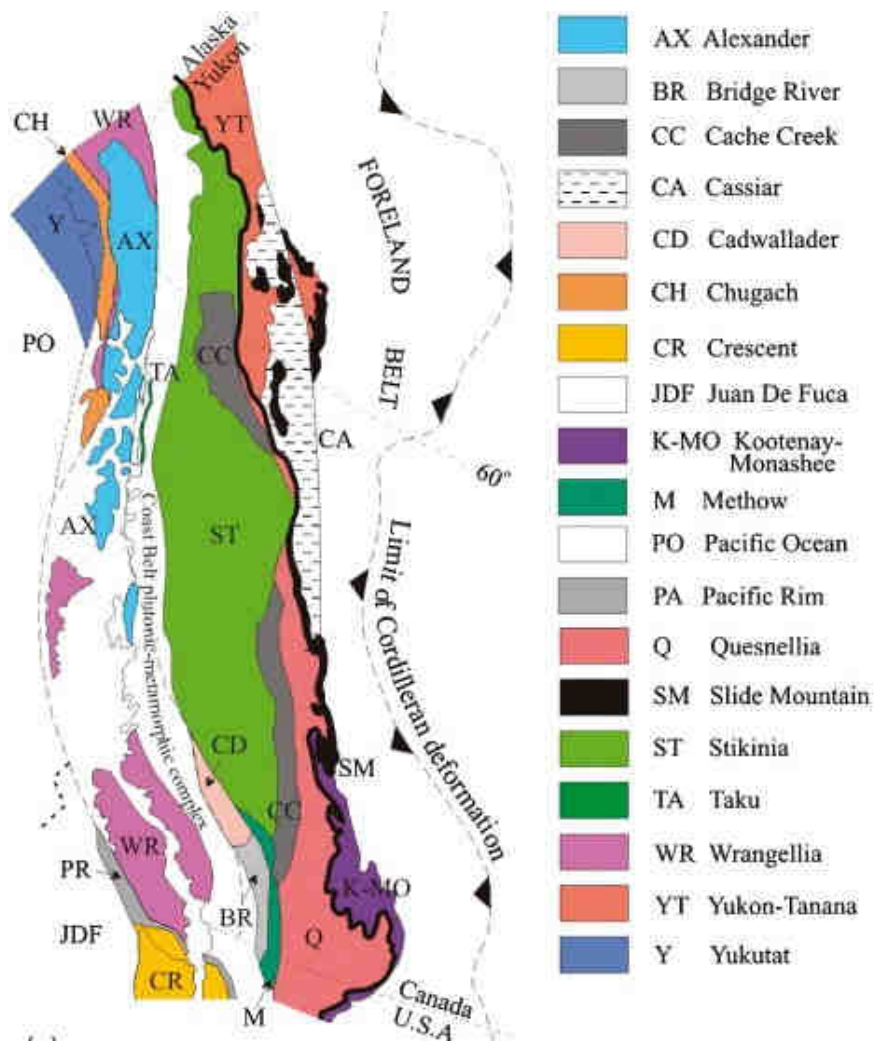 Alaska
Yukon
CH
WR
YT
Y
AX
FORELAND
BELT
PO
CC
TA
CA
60°
AX
ST
Coast Belt plutonic-metamorphic complex
Limit of Cordilleran deformation
CD
SM
CC
WR
PR
K-MO
BR
JDF
Q
CR
M
Canada
U.S.A
AX Alexander
BR Bridge River
CC Cache Creek
CA Cassiar
CD Cadwallader
CH Chugach
CR Crescent
JDF Juan De Fuca
K-MO Kootenay-
Monashee
M Methow
PO Pacific Ocean
PA Pacific Rim
Q Quesnellia
SM Slide Mountain
ST Stikinia
TA Taku
WR Wrangellia
YT Yukon-Tanana
Y Yukutat